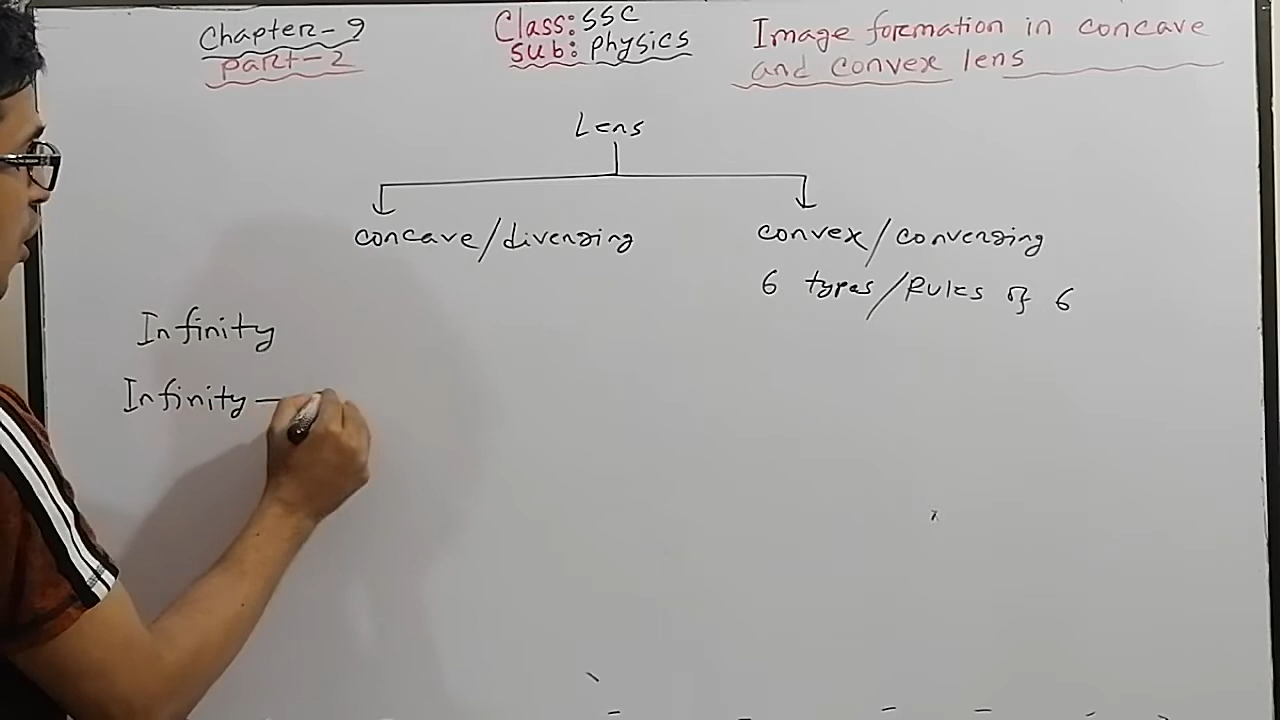 Chapter-9
Part-2
Class: SSC
Sub: Physics
Image formation in concave
and convex lens
Lens
concave/diverging
convex/converging
6 types/Rules of 6
Infinity
Infinity —